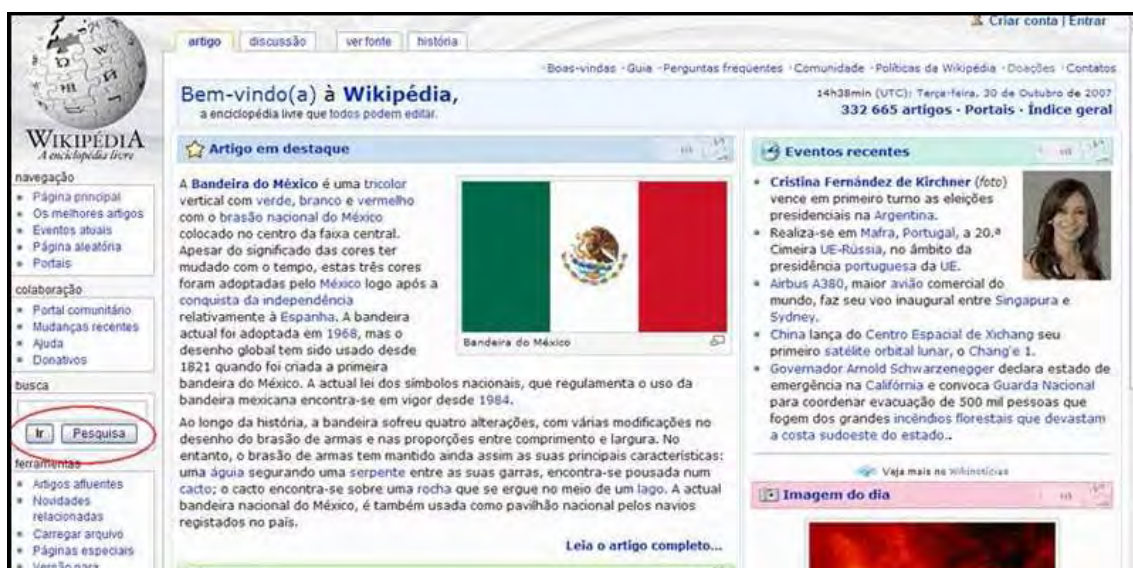 Criar conta | Entrar
artigo discussão ver fonte história
·Boas-vindas ·Guia ·Perguntas freqüentes ·Comunidade ·Políticas da Wikipédia ·Doações ·Contatos
Bem-vindo(a) à Wikipédia,
a enciclopédia livre que todos podem editar.
14h38min (UTC); Terça-feira, 30 de Outubro de 2007
332 665 artigos · Portais · Índice geral
WIKIPÉDIA
A enciclopédia livre
navegação
Página principal
Os melhores artigos
Eventos atuais
Página aleatória
Portais
colaboração
Portal comunitário
Mudanças recentes
Ajuda
Donativos
busca
Ir Pesquisa
ferramentas
Artigos afluentes
Novidades
relacionadas
Carregar arquivo
Páginas especiais
Versão para
Artigo em destaque
A Bandeira do México é uma tricolor
vertical com verde, branco e vermelho
com o brasão nacional do México
colocado no centro da faixa central.
Apesar do significado das cores ter
mudado com o tempo, estas três cores
foram adoptadas pelo México logo após a
conquista da independência
relativamente à Espanha. A bandeira
actual foi adoptada em 1968, mas o
desenho global tem sido usado desde
1821 quando foi criada a primeira
bandeira do México. A actual lei dos símbolos nacionais, que regulamenta o uso da
bandeira mexicana encontra-se em vigor desde 1984.
Bandeira do México
Ao longo da história, a bandeira sofreu quatro alterações, com várias modificações no
desenho do brasão de armas e nas proporções entre comprimento e largura. No
entanto, o brasão de armas tem mantido ainda assim as suas principais características:
uma águia segurando uma serpente entre as suas garras, encontra-se pousada num
cacto; o cacto encontra-se sobre uma rocha que se ergue no meio de um lago. A actual
bandeira nacional do México, é também usada como pavilhão nacional pelos navios
registados no país.
Leia o artigo completo...
Eventos recentes
Cristina Fernández de Kirchner (foto)
vence em primeiro turno as eleições
presidenciais na Argentina.
Realiza-se em Mafra, Portugal, a 20.ª
Cimeira UE-Rússia, no âmbito da
presidência portuguesa da UE.
Airbus A380, maior avião comercial do
mundo, faz seu voo inaugural entre Singapura e
Sydney.
China lança do Centro Espacial de Xichang seu
primeiro satélite orbital lunar, o Chang'e 1.
Governador Arnold Schwarzenegger declara estado de
emergência na Califórnia e convoca Guarda Nacional
para coordenar evacuação de 500 mil pessoas que
fogem dos grandes incêndios florestais que devastam
a costa sudoeste do estado..
Veja mais no Wikinotícias
Imagem do dia